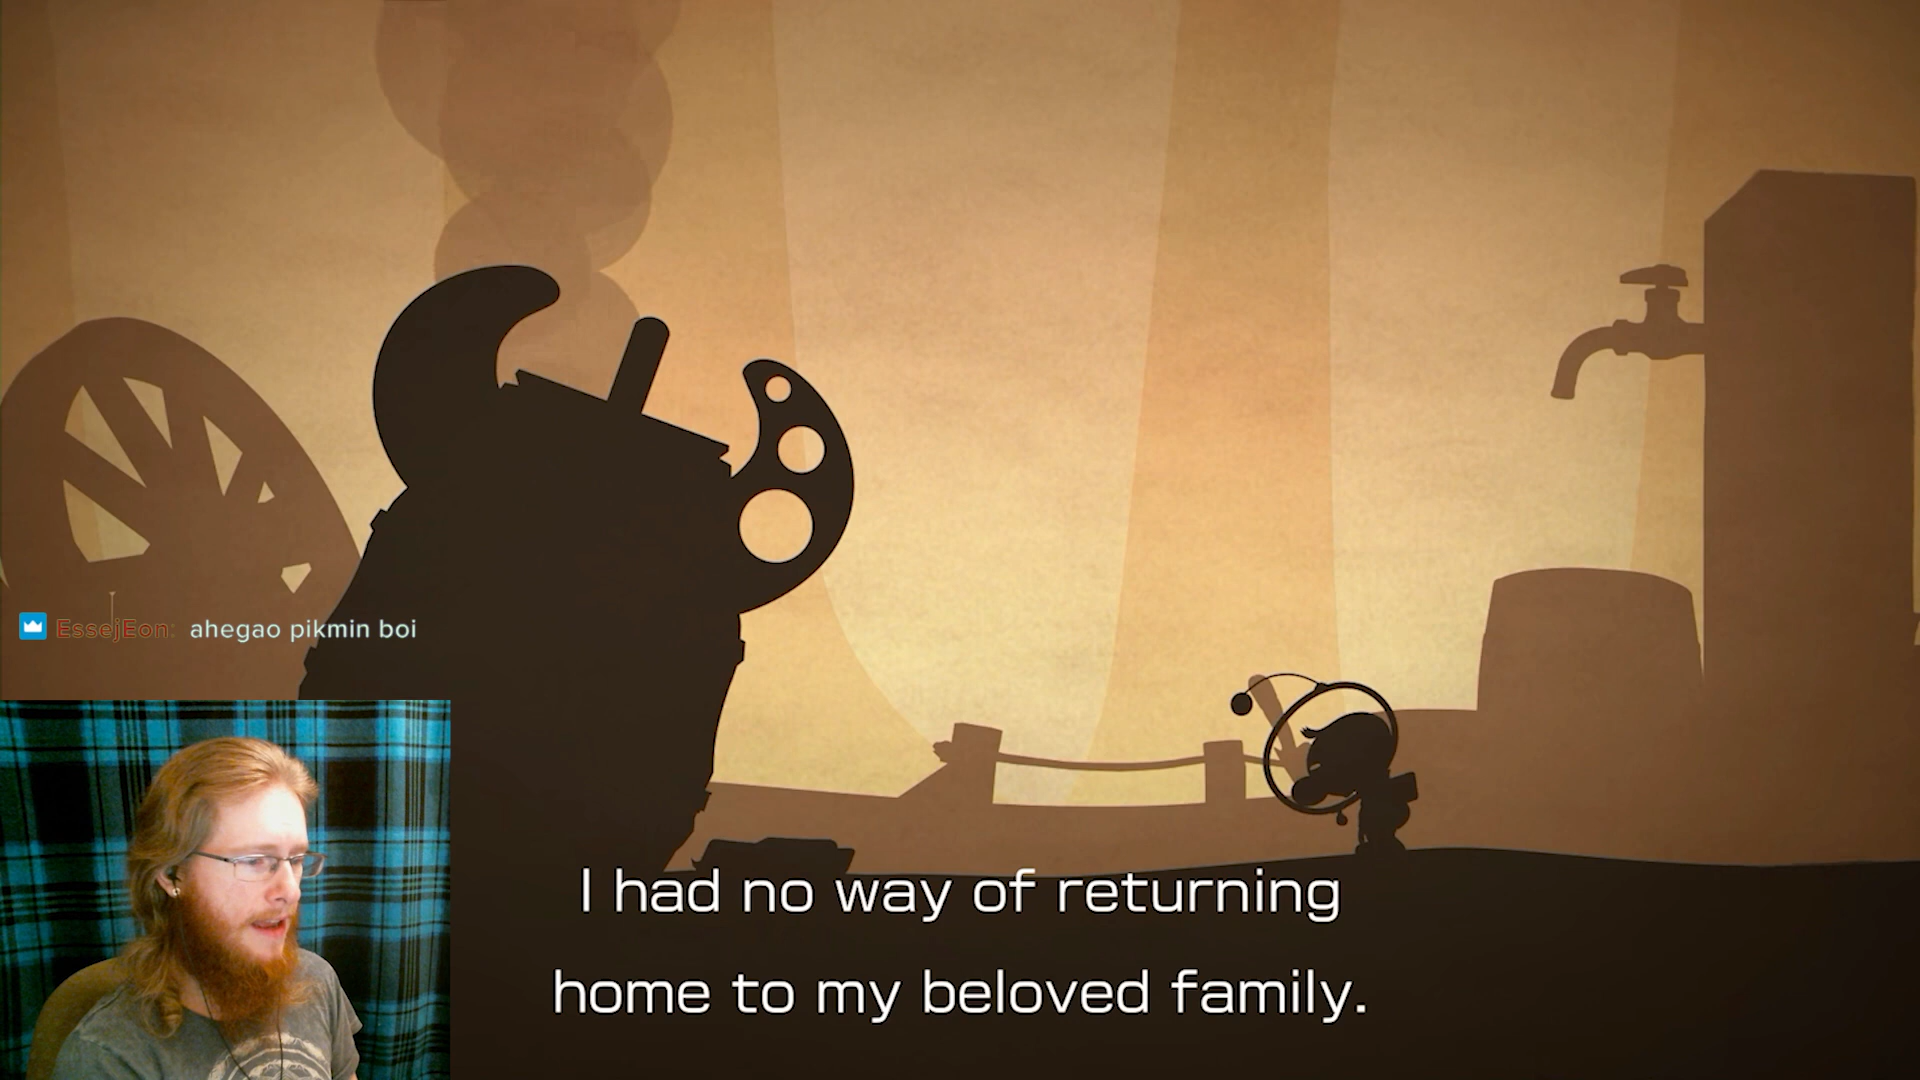 EssejEon: ahegao pikmin boi
I had no way of returning
home to my beloved family.